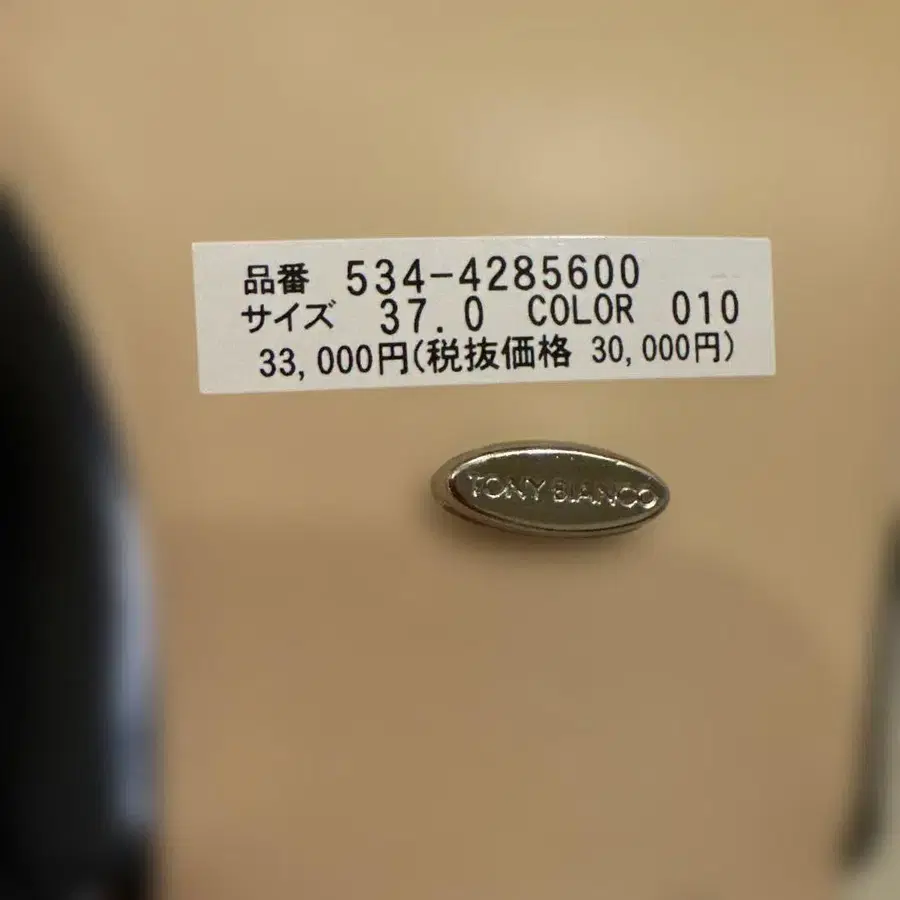 品番 534-4285600
サイズ 37.0 COLOR 010
33,000円(税抜価格 30,000円)
TONY BIANCO